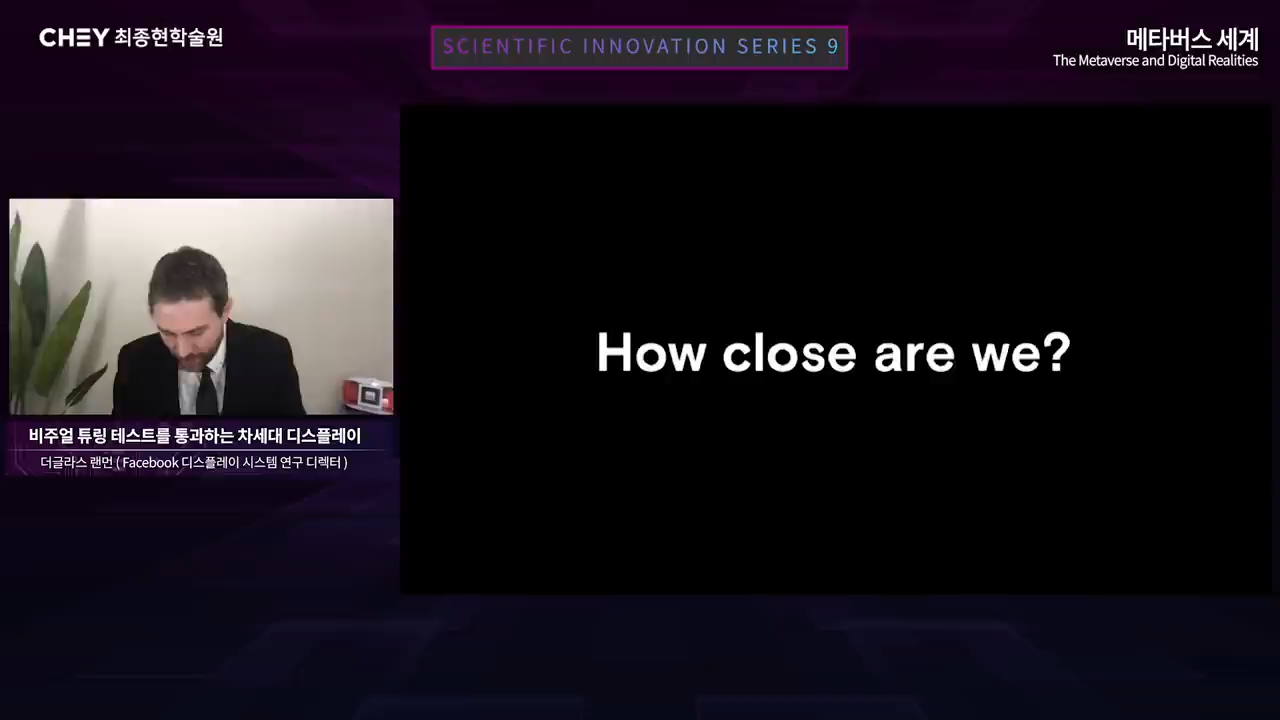 CHEY 최종현학술원
SCIENTIFIC INNOVATION SERIES 9
메타버스 세계
The Metaverse and Digital Realities
How close are we?
비주얼 튜링 테스트를 통과하는 차세대 디스플레이
더글라스 랜먼 ( Facebook 디스플레이 시스템 연구 디렉터 )